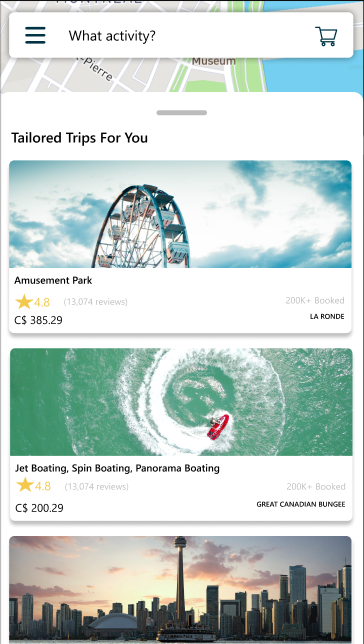 What activity?
-Pierre
Museum
Tailored Trips For You
Amusement Park
4.8 (13,074 reviews) 200K+ Booked
C$ 385.29 LA RONDE
Jet Boating, Spin Boating, Panorama Boating
4.8 (13,074 reviews) 200K+ Booked
C$ 200.29 GREAT CANADIAN BUNGEE